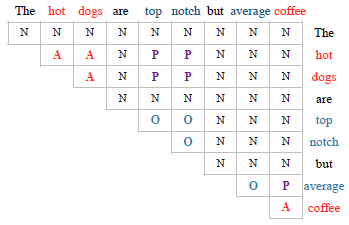 The hot dogs are top notch but average coffee
N N N N N N N N N The
A A N P P N N N hot
A N P P N N N dogs
N N N N N N are
O O N N N top
O N N N notch
N N N but
O P average
A coffee